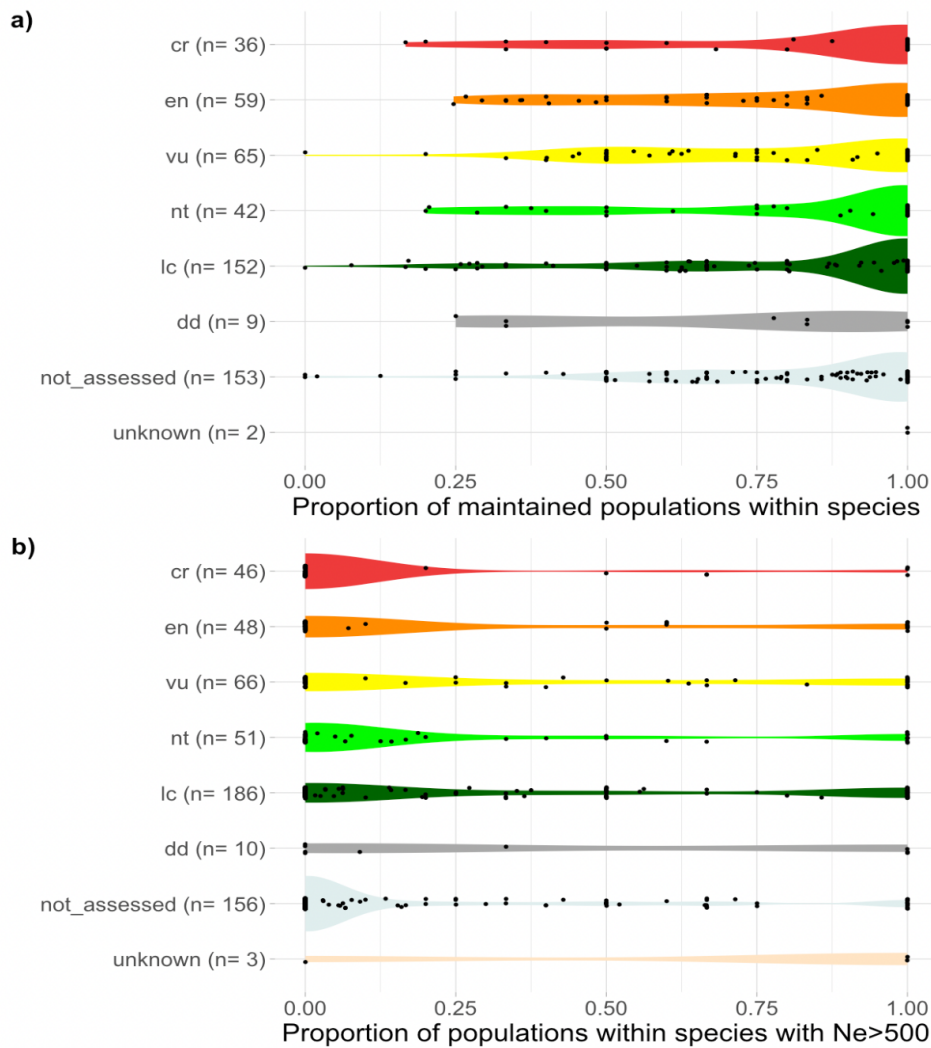 a)
cr (n= 36)
en (n= 59)
vu (n= 65)
nt (n= 42)
lc (n= 152)
dd (n= 9)
not_assessed (n= 153)
unknown (n= 2)
0.00 0.25 0.50 0.75 1.00
Proportion of maintained populations within species
b)
cr (n= 46)
en (n= 48)
vu (n= 66)
nt (n= 51)
lc (n= 186)
dd (n= 10)
not_assessed (n= 156)
unknown (n= 3)
0.00 0.25 0.50 0.75 1.00
Proportion of populations within species with Ne>500